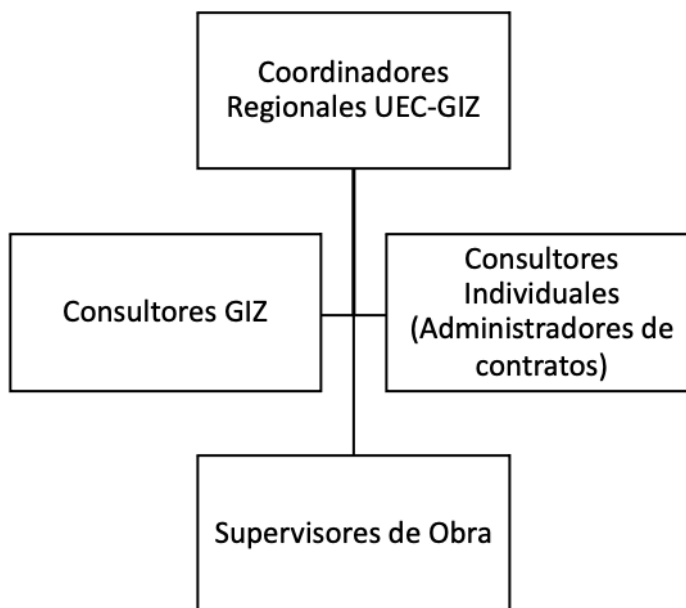 Coordinadores
Regionales UEC-GIZ
Consultores GIZ
Consultores
Individuales
(Administradores de
contratos)
Supervisores de Obra